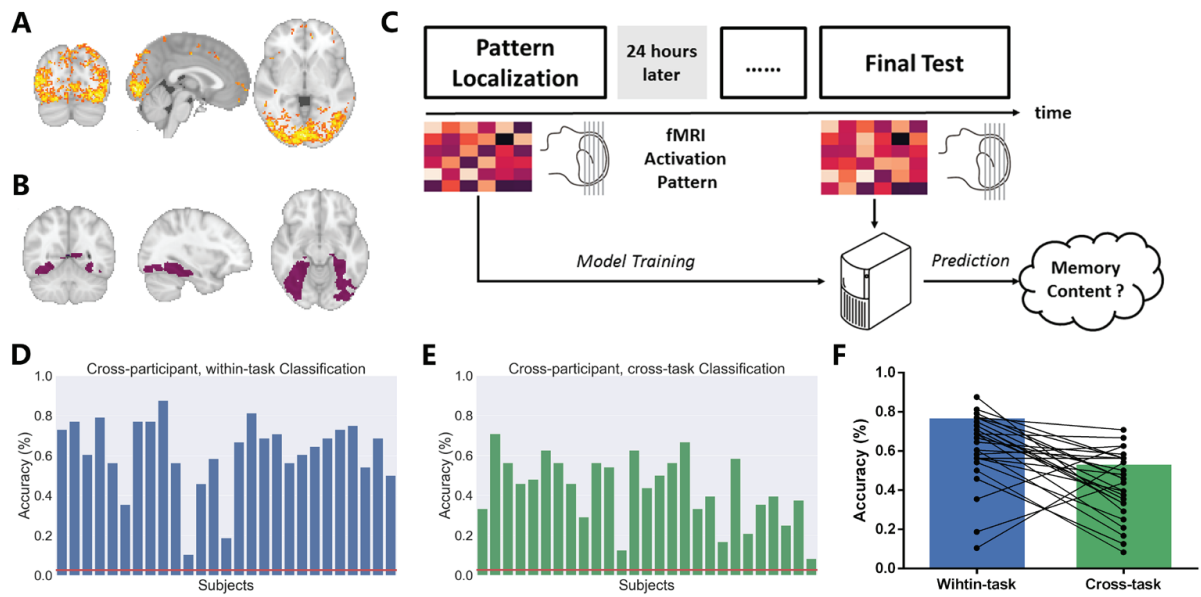 A
B
C
Pattern
Localization
24 hours
later
......
Final Test
time
fMRI
Activation
Pattern
Model Training
Prediction
Memory
Content ?
D
Cross-participant, within-task Classification
Accuracy (%)
1.0
0.8
0.6
0.4
0.2
0.0
Subjects
E
Cross-participant, cross-task Classification
Accuracy (%)
1.0
0.8
0.6
0.4
0.2
0.0
Subjects
F
Accuracy (%)
1.0
0.8
0.6
0.4
0.2
0.0
Wihtin-task
Cross-task